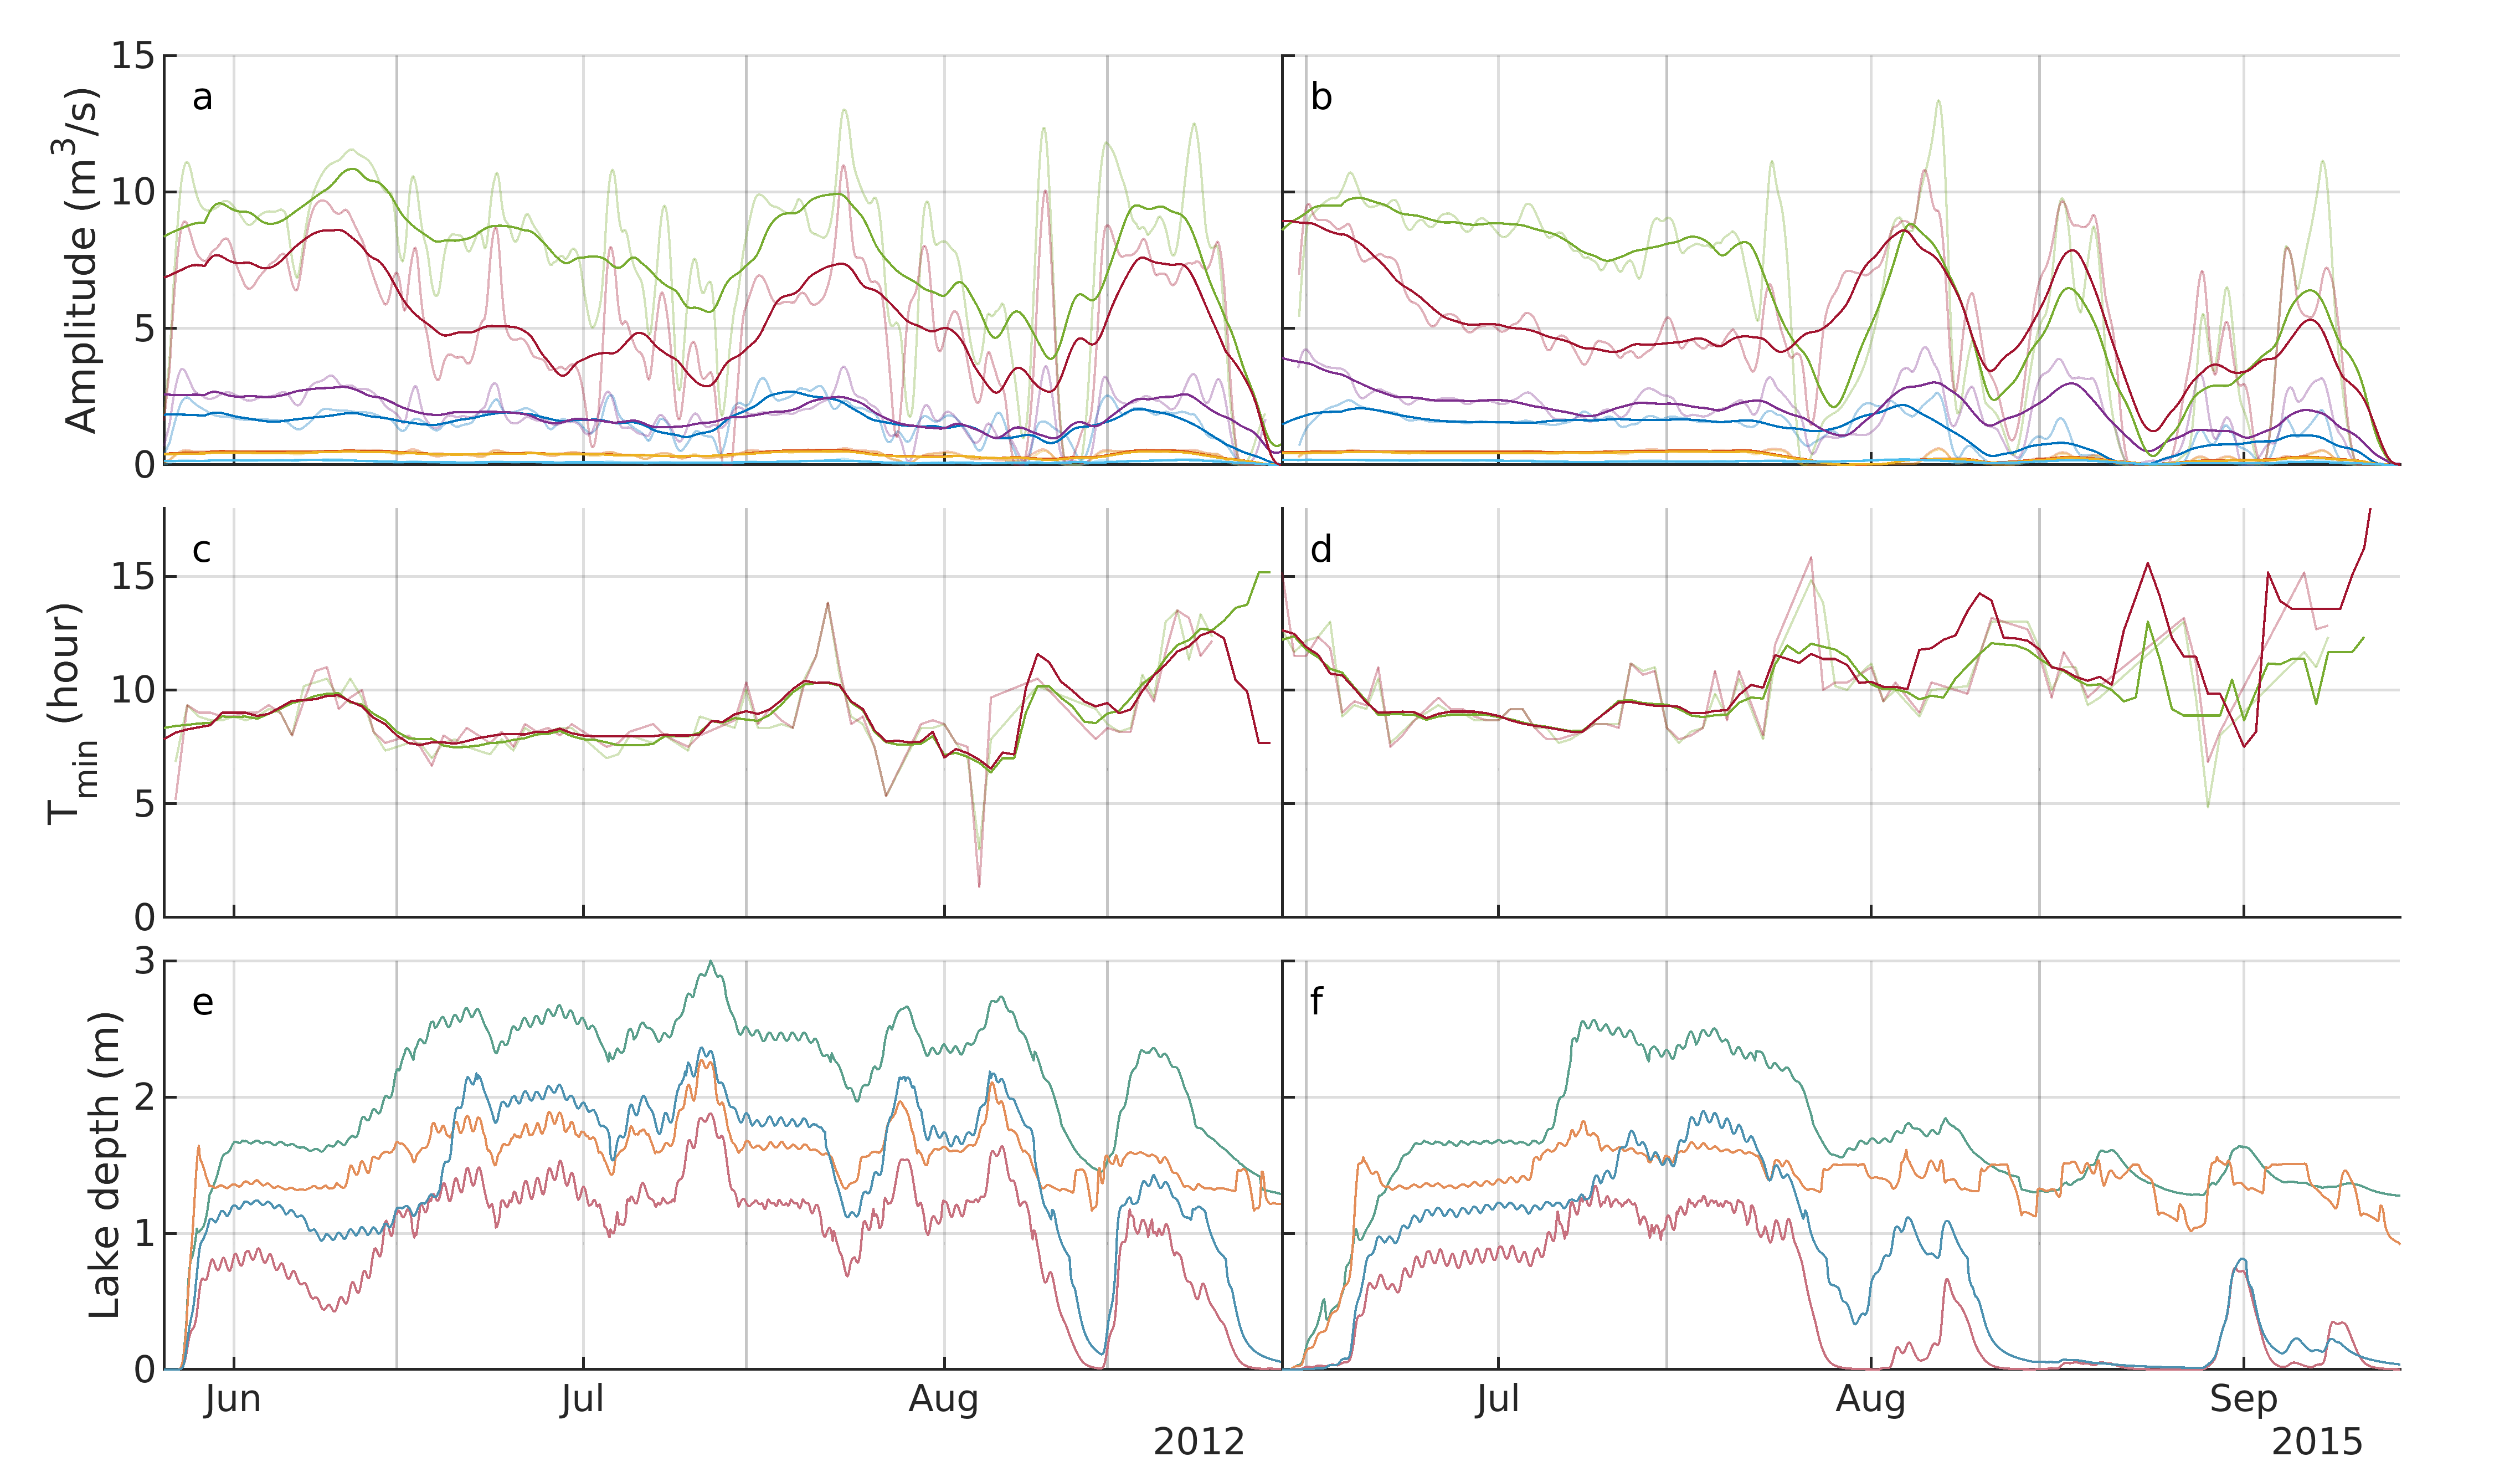 a
b
15
10
5
0
Amplitude (m³/s)
c
d
15
10
5
0
Tmin (hour)
e
f
3
2
1
0
Lake depth (m)
Jun
Jul
Aug
Jul
Aug
Sep
2012
2015